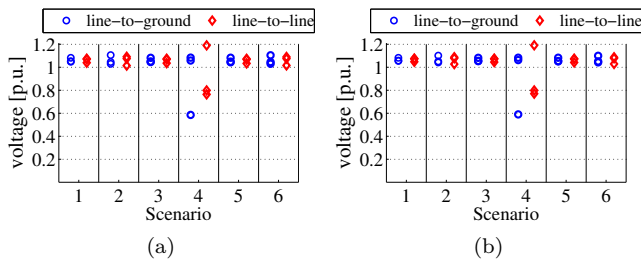 line−to−ground line−to−line
voltage [p.u.]
1.2
1
0.8
0.6
0.4
0.2
1 2 3 4 5 6
Scenario
(a)
line−to−ground line−to−line
voltage [p.u.]
1.2
1
0.8
0.6
0.4
0.2
1 2 3 4 5 6
Scenario
(b)